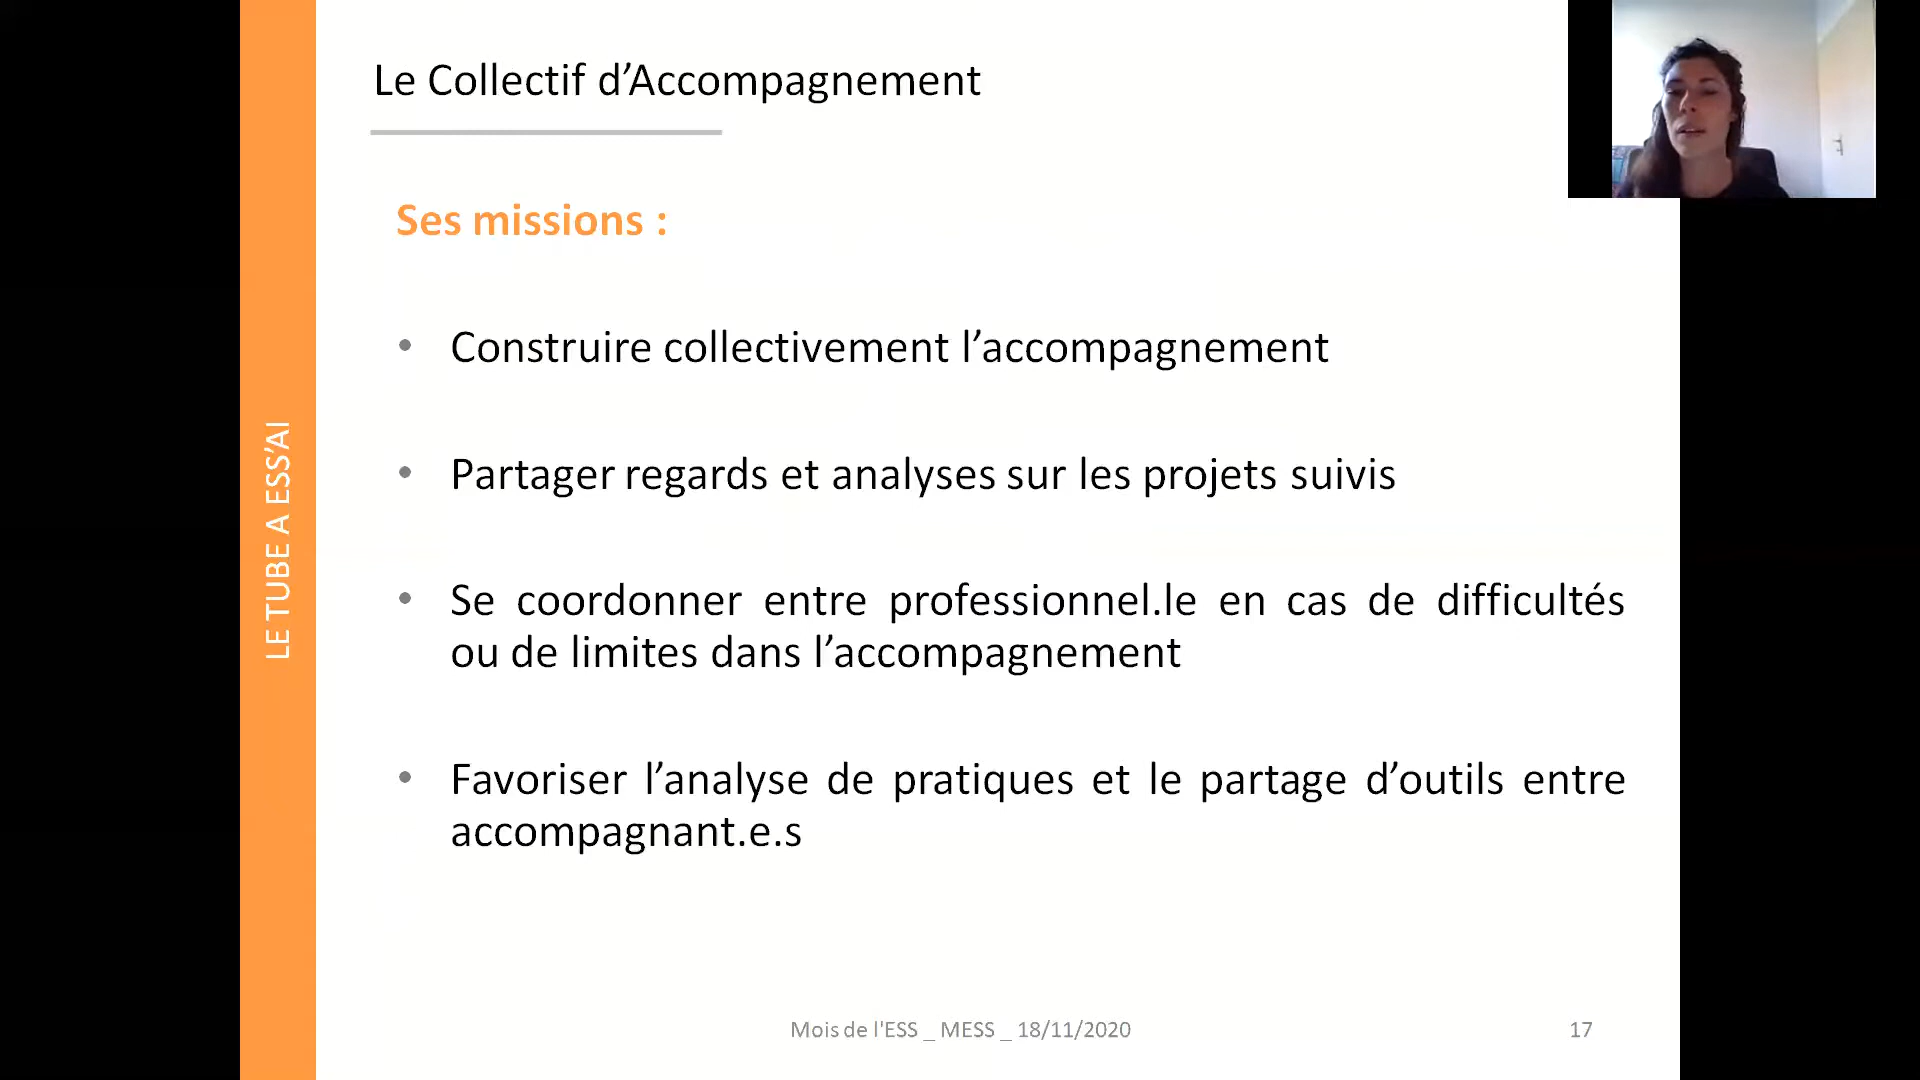 Le Collectif d’Accompagnement
Ses missions :
• Construire collectivement l’accompagnement
• Partager regards et analyses sur les projets suivis
• Se coordonner entre professionnel.le en cas de difficultés
ou de limites dans l’accompagnement
• Favoriser l’analyse de pratiques et le partage d’outils entre
accompagnant.e.s
LE TUBE A ESS’AI
Mois de l'ESS _ MESS _ 18/11/2020
17